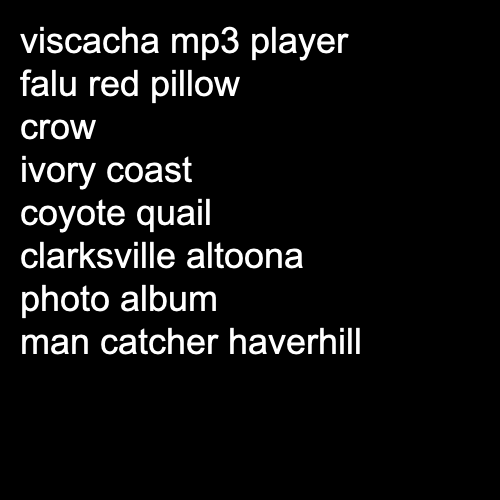 viscacha mp3 player
falu red pillow
crow
ivory coast
coyote quail
clarksville altoona
photo album
man catcher haverhill